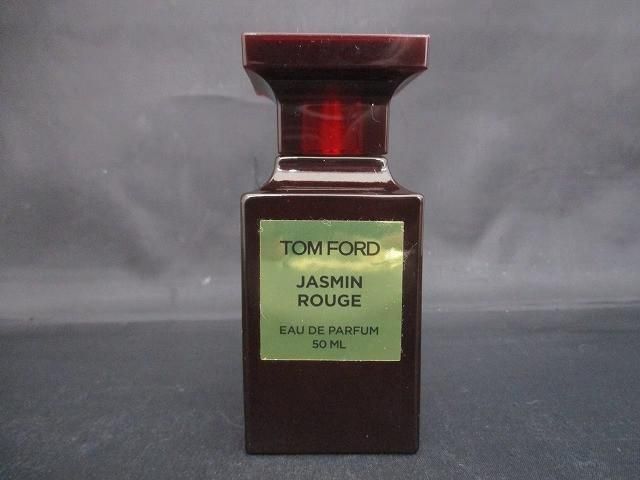 TOM FORD
JASMIN
ROUGE
EAU DE PARFUM
50 ML